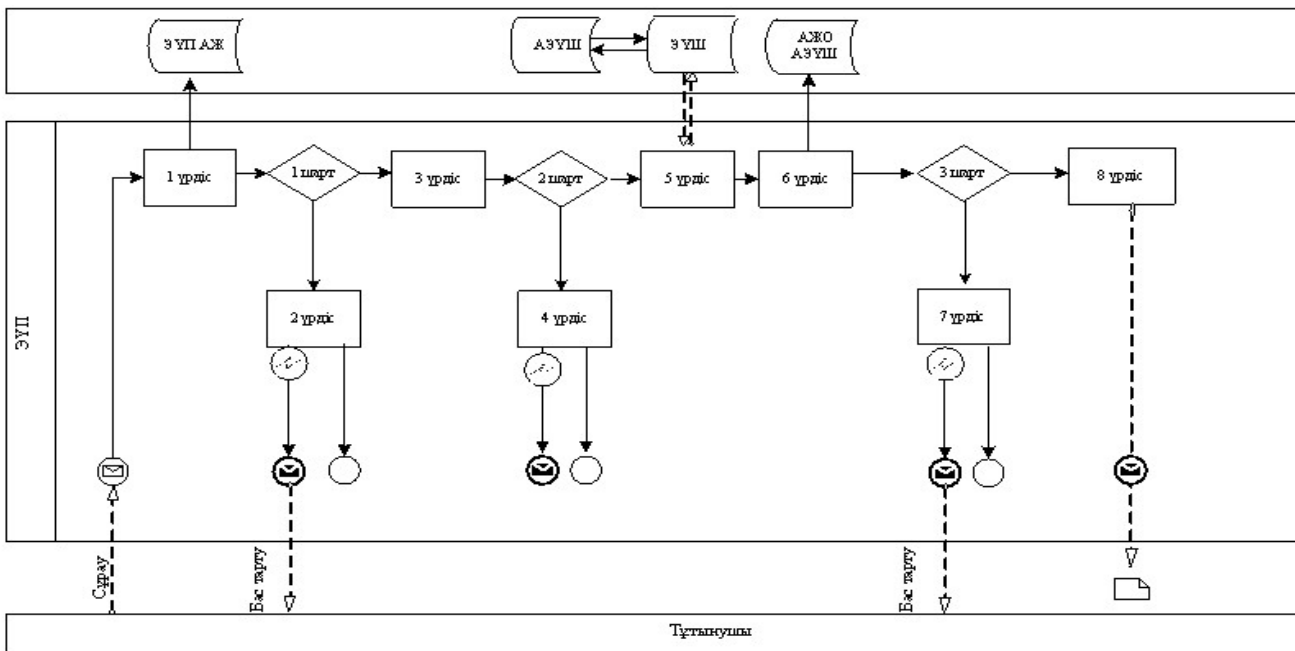 ЭҮП АЖ
АЭҮШ
ЭҮШ
АЖО
АЭҮШ
1 үрдіс
1 шарт
3 үрдіс
2 шарт
5 үрдіс
6 үрдіс
3 шарт
8 үрдіс
2 үрдіс
4 үрдіс
7 үрдіс
ЭҮП
Сұрау
Бас тарту
Бас тарту
Тұтынушы